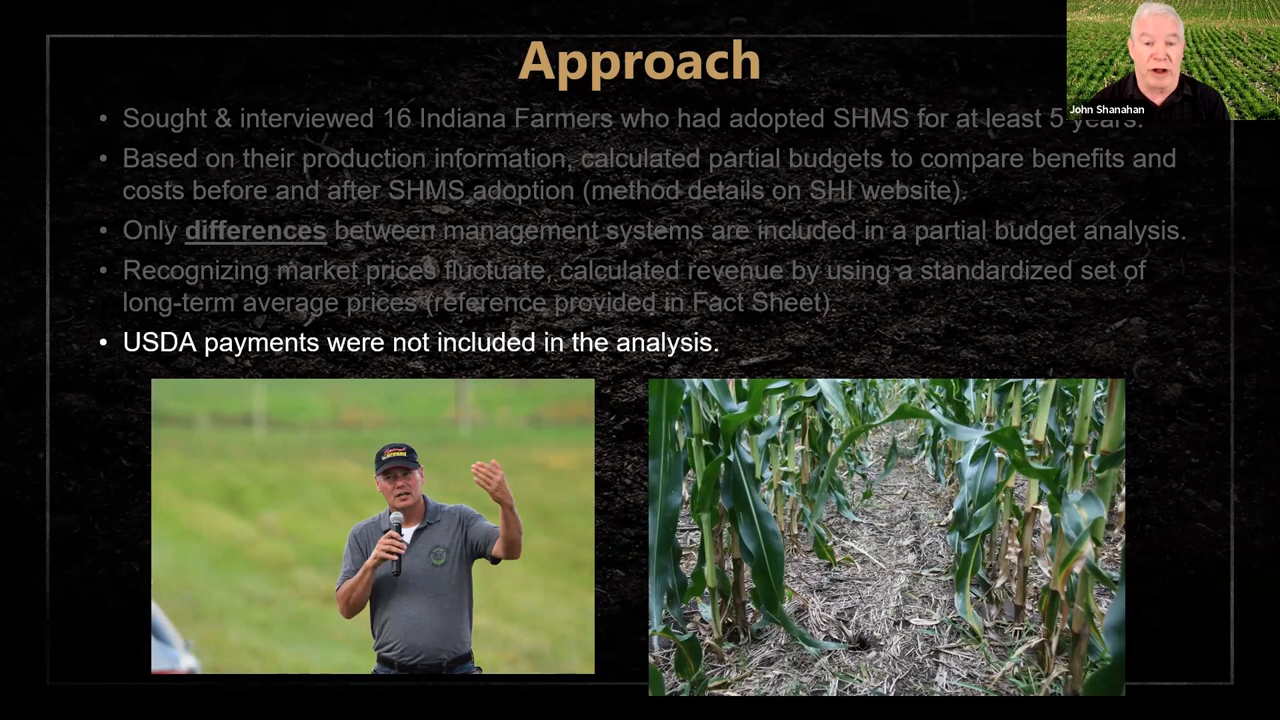 Approach
John Shanahan
• Sought & interviewed 16 Indiana Farmers who had adopted SHMS for at least 5 years.
• Based on their production information, calculated partial budgets to compare benefits and
costs before and after SHMS adoption (method details on SHI website).
• Only differences between management systems are included in a partial budget analysis.
• Recognizing market prices fluctuate, calculated revenue by using a standardized set of
long-term average prices (reference provided in Fact Sheet).
• USDA payments were not included in the analysis.